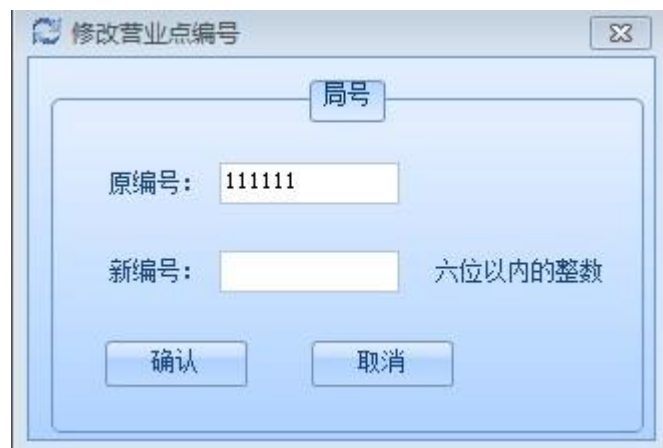 修改营业点编号
局号
原编号： 111111
新编号： 六位以内的整数
确认 取消